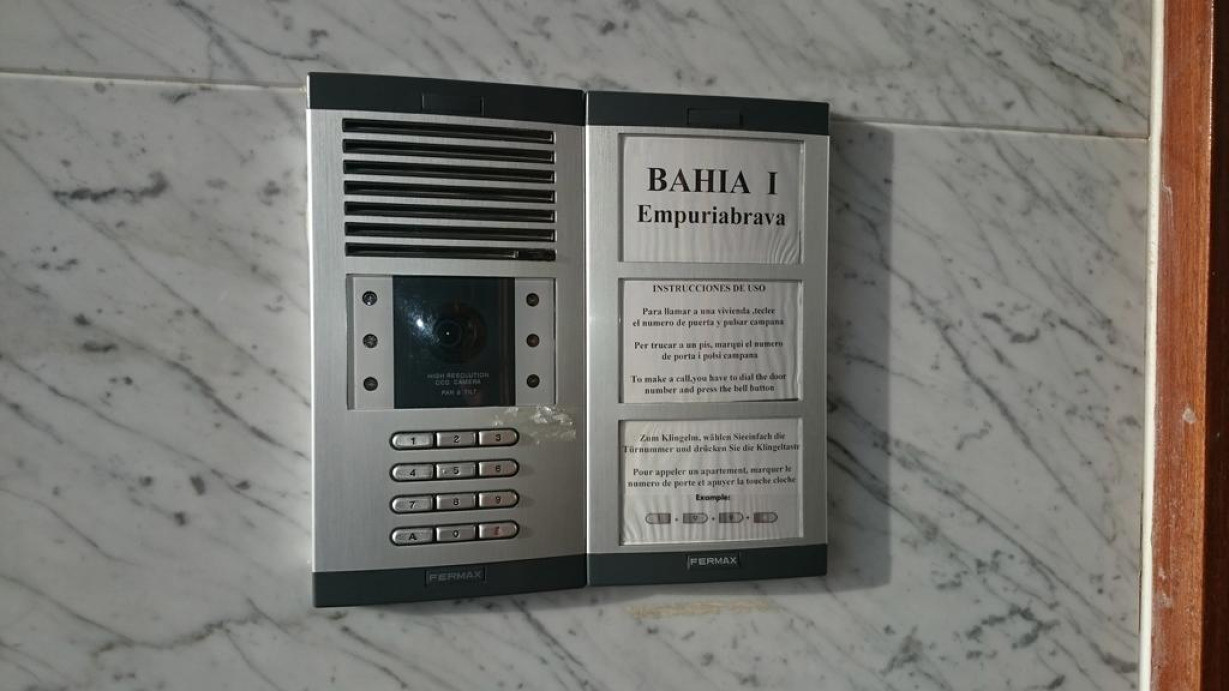 BAHIA I
Empuriabrava
INSTRUCCIONES DE USO
Para llamar a una vivienda ,teclee
el numero de puerta y pulsar campana
Per trucar a un pis, marqui el numero
de porta i polsi campana
To make a call,you have to dial the door
number and press the bell button
Zum Klingelm, wählen Sieeinfach die
Türnummer und drücken Sie die Klingeltaste
Pour appeler un apartement, marquer le
numero de porte et apuyer la touche cloche
Example:
HIGH RESOLUTION
CCD CAMERA
PAN & TILT
1 2 3
4 5 6
7 8 9
A 0
FERMAX
FERMAX